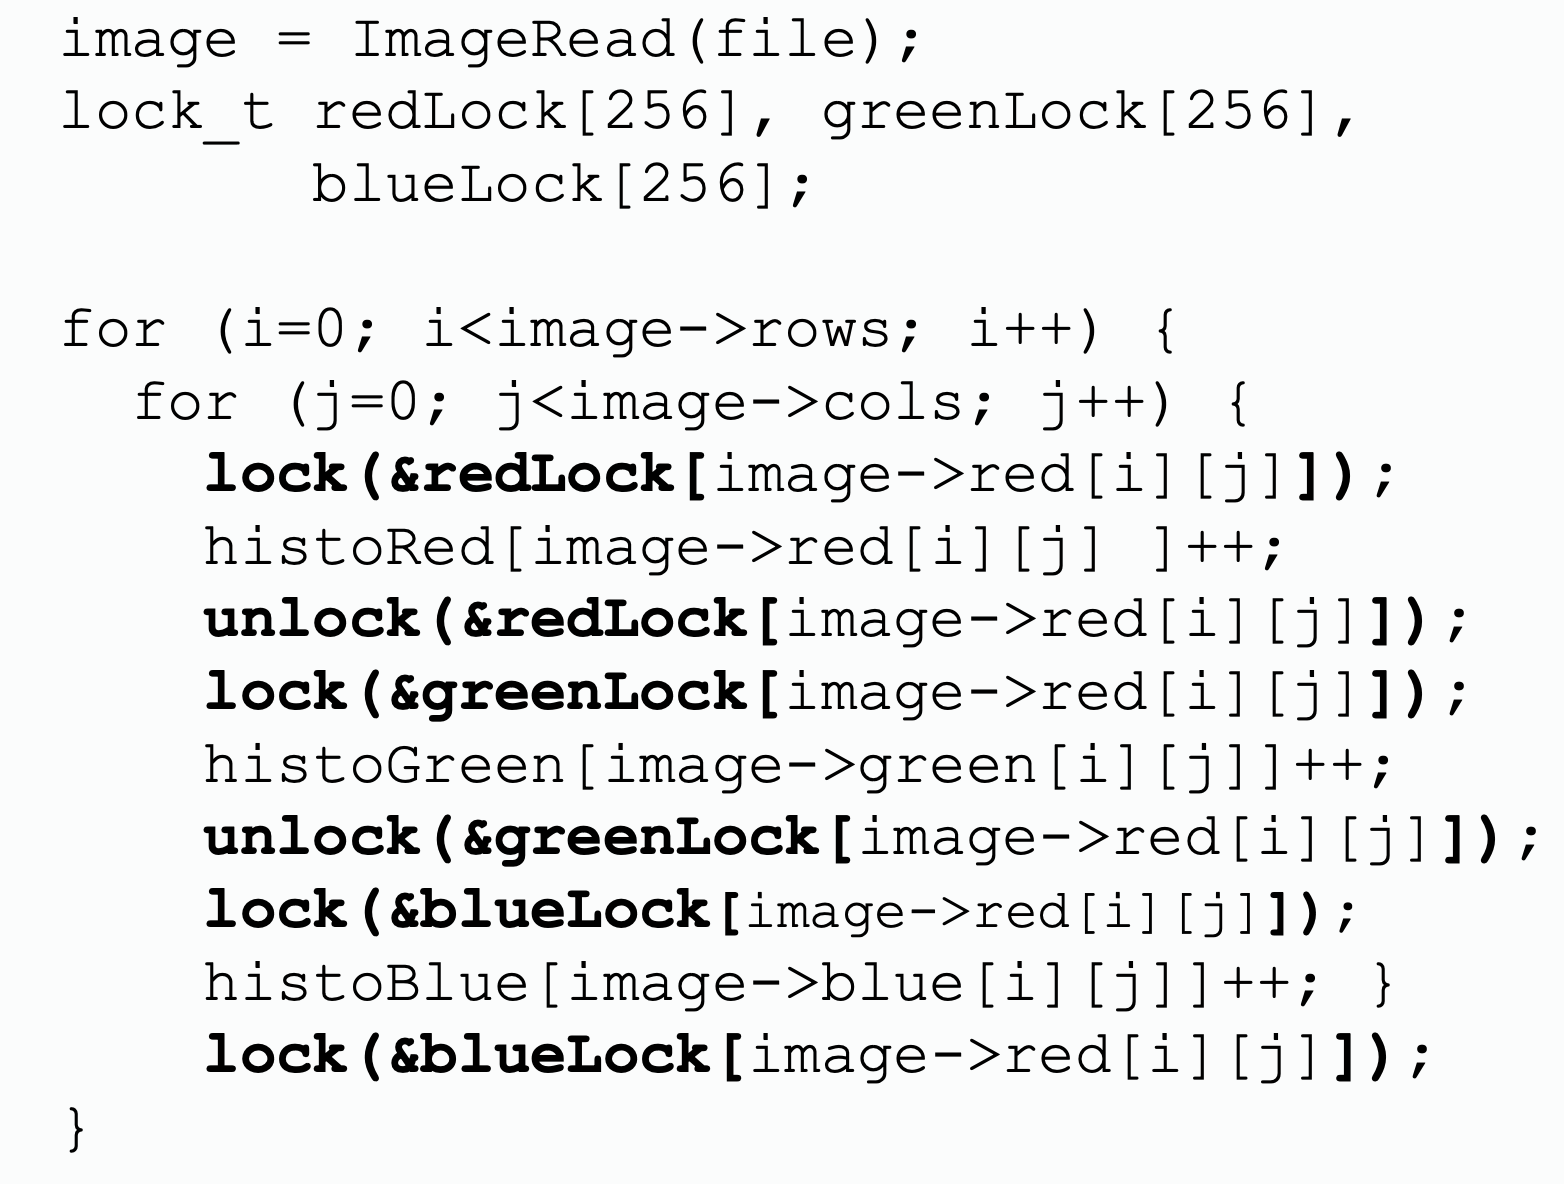 image = ImageRead(file);
lock_t redLock[256], greenLock[256],
       blueLock[256];

for (i=0; i<image->rows; i++) {
  for (j=0; j<image->cols; j++) {
    lock(&redLock[image->red[i][j]]);
    histoRed[image->red[i][j] ]++;
    unlock(&redLock[image->red[i][j]]);
    lock(&greenLock[image->red[i][j]]);
    histoGreen[image->green[i][j]]++;
    unlock(&greenLock[image->red[i][j]]);
    lock(&blueLock[image->red[i][j]]);
    histoBlue[image->blue[i][j]]++; }
    lock(&blueLock[image->red[i][j]]);
}